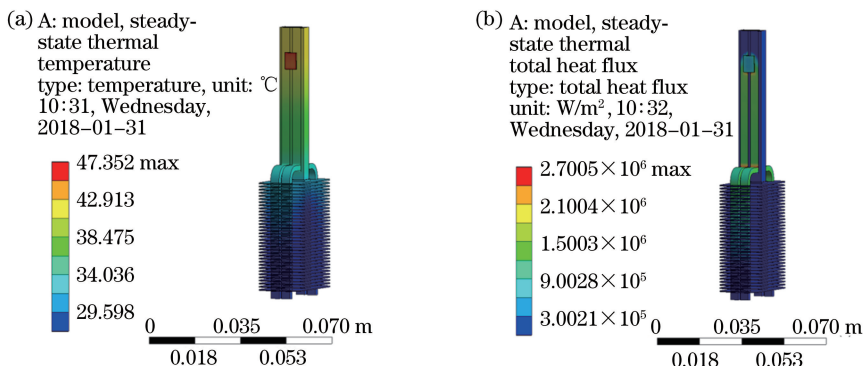 (a) A: model, steady-
state thermal
temperature
type: temperature, unit: ℃
10:31, Wednesday,
2018-01-31
47.352 max
42.913
38.475
34.036
29.598
0 0.035 0.070 m
0.018 0.053
(b) A: model, steady-
state thermal
total heat flux
type: total heat flux
unit: W/m², 10:32,
Wednesday, 2018-01-31
2.7005×10⁶ max
2.1004×10⁶
1.5003×10⁶
9.0028×10⁵
3.0021×10⁵
0 0.035 0.070 m
0.018 0.053